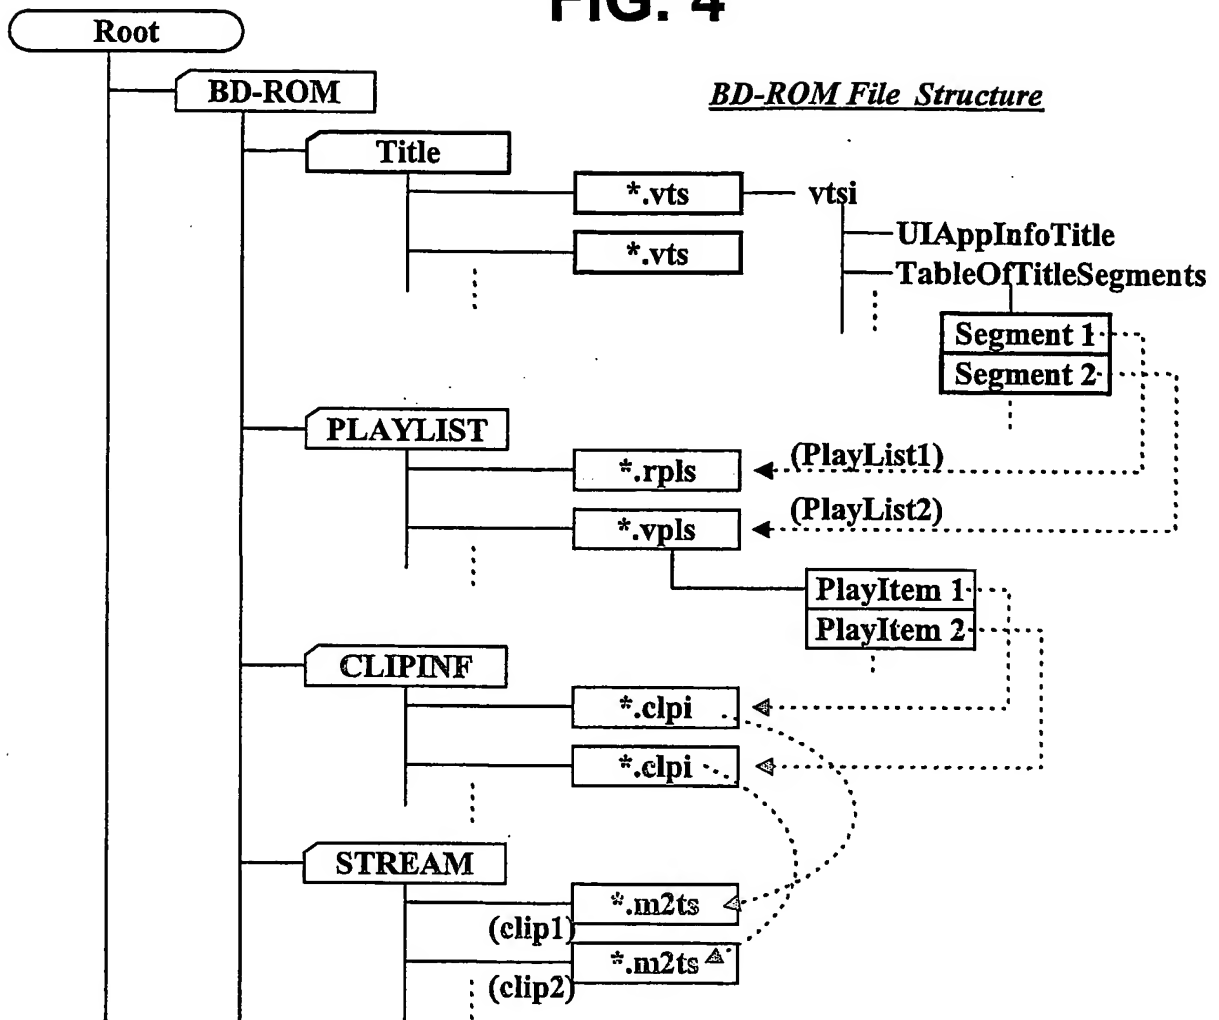 FIG. 4
Root
BD-ROM
BD-ROM File Structure
Title
*.vts
vtsi
*.vts
UIAppInfoTitle
TableOfTitleSegments
Segment 1
Segment 2
PLAYLIST
*.rpls
(PlayList1)
*.vpls
(PlayList2)
PlayItem 1
PlayItem 2
CLIPINF
*.clpi
*.clpi
STREAM
*.m2ts
(clip1)
*.m2ts
(clip2)